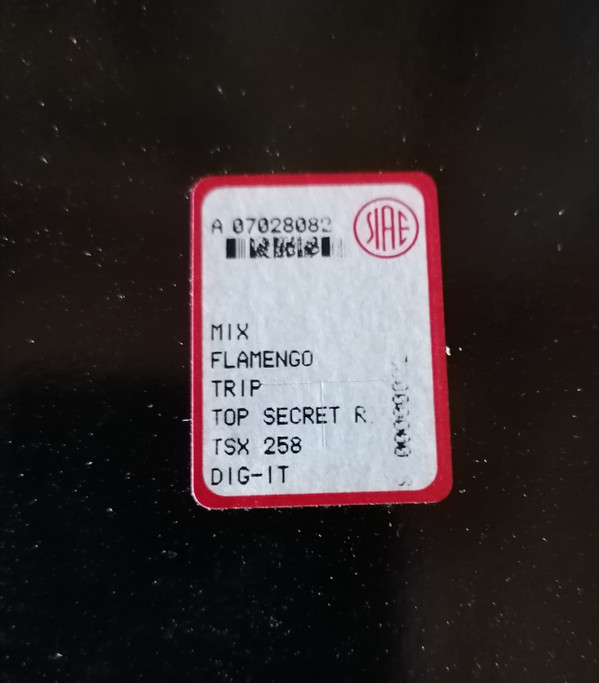 A 07028082
SIAE
MIX
FLAMENGO
TRIP
TOP SECRET R.
TSX 258
DIG-IT